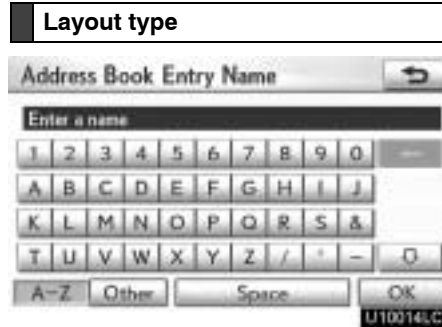 Layout type
Address Book Entry Name
Enter a name
1 2 3 4 5 6 7 8 9 0
A B C D E F G H I J
K L M N O P Q R S &
T U V W X Y Z / ' –
A–Z Other Space OK
U10014LC